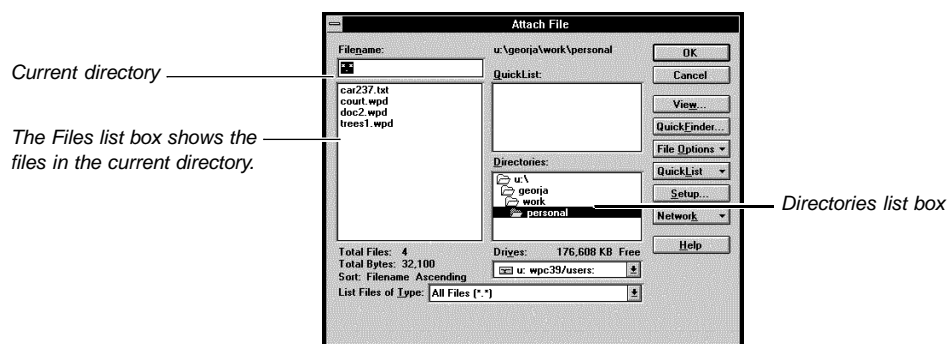 Attach File
Filename:
*.*
car237.txt
court.wpd
doc2.wpd
trees1.wpd
Total Files: 4
Total Bytes: 32,100
Sort: Filename Ascending
List Files of Type: All Files (*.*)
u:\georja\work\personal
QuickList:
Directories:
u:\
georja
work
personal
Drives: 176,608 KB Free
u: wpc39/users:
OK
Cancel
View...
QuickFinder...
File Options
QuickList
Setup...
Network
Help
Current directory
The Files list box shows the
files in the current directory.
Directories list box